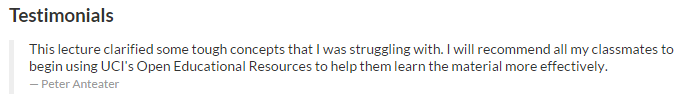 Testimonials
This lecture clarified some tough concepts that I was struggling with. I will recommend all my classmates to
begin using UCI's Open Educational Resources to help them learn the material more effectively.
— Peter Anteater